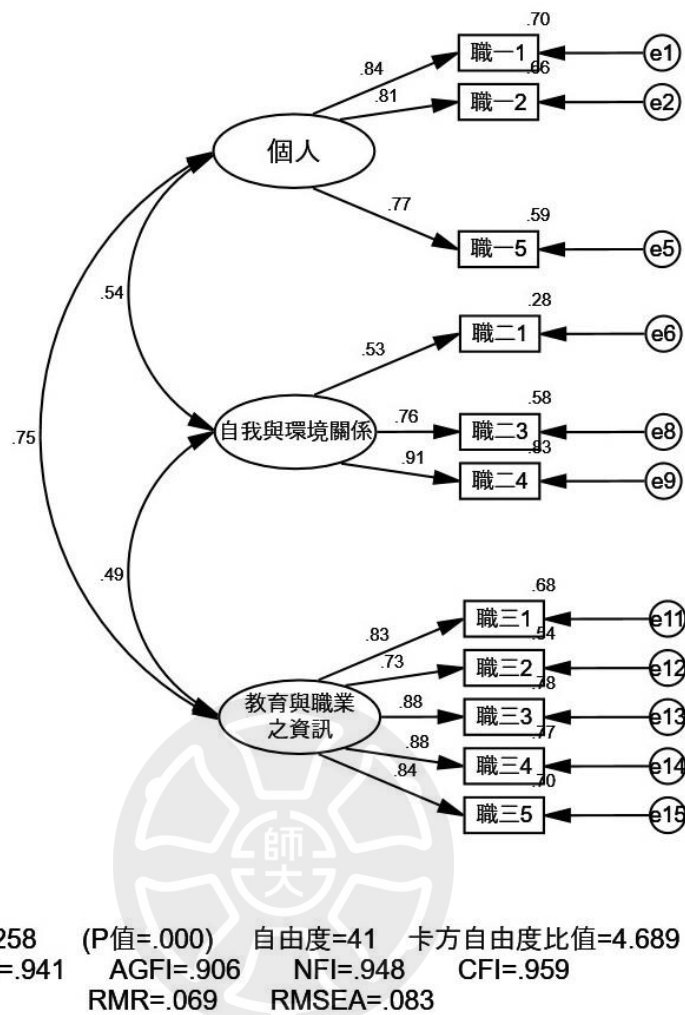 .70
職一1
e1
.84
.66
職一2
e2
.81
個人
.77
.59
職一5
e5
.54
.28
職二1
e6
.53
.75
自我與環境關係
.76
.58
職二3
e8
.91
.83
職二4
e9
.49
.68
職三1
e11
.83
.54
職三2
e12
.73
教育與職業
之資訊
.88
.78
職三3
e13
.88
.77
職三4
e14
.84
.70
職三5
e15
師大
258 (P值=.000) 自由度=41 卡方自由度比值=4.689
=.941 AGFI=.906 NFI=.948 CFI=.959
RMR=.069 RMSEA=.083